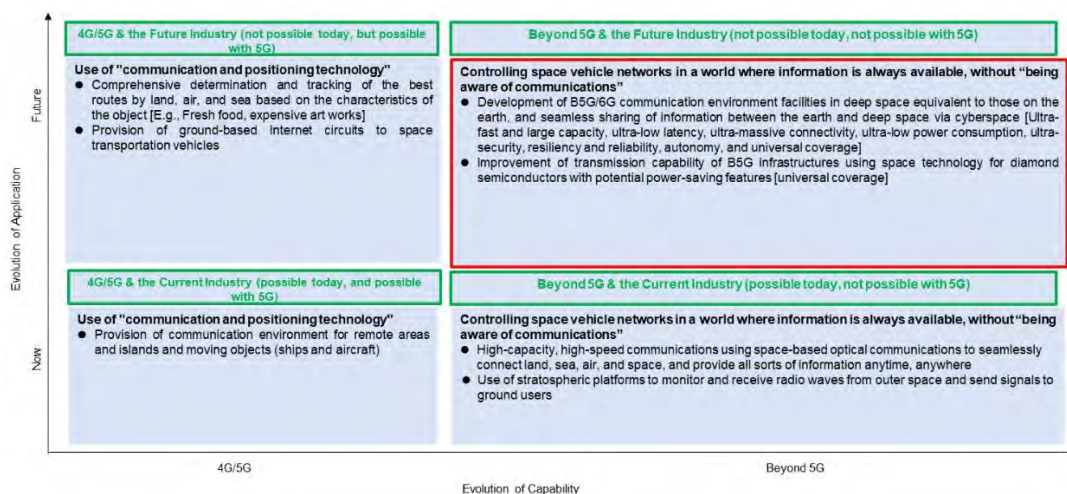 4G/5G & the Future Industry (not possible today, but possible
with 5G)
Use of "communication and positioning technology"
● Comprehensive determination and tracking of the best
routes by land, air, and sea based on the characteristics of
the object [E.g., Fresh food, expensive art works]
● Provision of ground-based Internet circuits to space
transportation vehicles
Beyond 5G & the Future Industry (not possible today, not possible with 5G)
Controlling space vehicle networks in a world where information is always available, without “being
aware of communications”
● Development of B5G/6G communication environment facilities in deep space equivalent to those on the
earth, and seamless sharing of information between the earth and deep space via cyberspace [Ultra-
fast and large capacity, ultra-low latency, ultra-massive connectivity, ultra-low power consumption, ultra-
security, resiliency and reliability, autonomy, and universal coverage]
● Improvement of transmission capability of B5G infrastructures using space technology for diamond
semiconductors with potential power-saving features [universal coverage]
4G/5G & the Current Industry (possible today, and possible
with 5G)
Use of "communication and positioning technology"
● Provision of communication environment for remote areas
and islands and moving objects (ships and aircraft)
Beyond 5G & the Current Industry (possible today, not possible with 5G)
Controlling space vehicle networks in a world where information is always available, without “being
aware of communications”
● High-capacity, high-speed communications using space-based optical communications to seamlessly
connect land, sea, air, and space, and provide all sorts of information anytime, anywhere
● Use of stratospheric platforms to monitor and receive radio waves from outer space and send signals to
ground users
Future
Evolution of Application
Now
4G/5G
Beyond 5G
Evolution of Capability